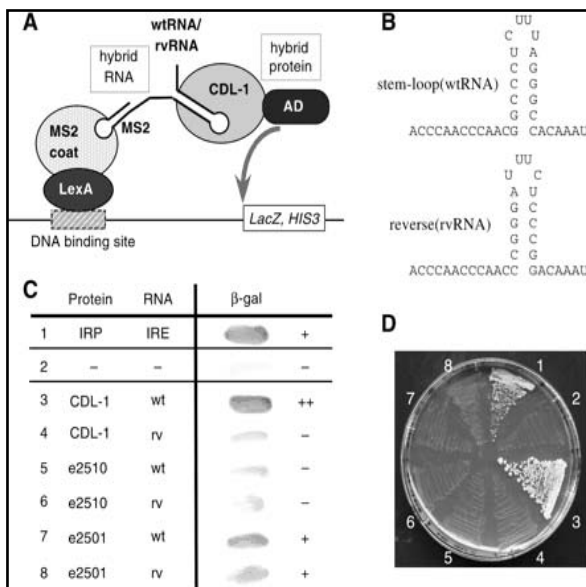 A
wtRNA/
rvRNA
hybrid
RNA
hybrid
protein
CDL-1
AD
MS2
MS2
coat
LexA
LacZ, HIS3
DNA binding site
B
UU
C U
U A
C G
C G
C G
G C
stem-loop(wtRNA)
ACCCAACCCAACG CACAAAU
UU
U C
A U
G C
G C
G C
C G
reverse(rvRNA)
ACCCAACCCAACC GACAAAU
C
Protein RNA β-gal
1 IRP IRE +
2 – – –
3 CDL-1 wt ++
4 CDL-1 rv –
5 e2510 wt –
6 e2510 rv –
7 e2501 wt +
8 e2501 rv +
D
1
2
3
4
5
6
7
8